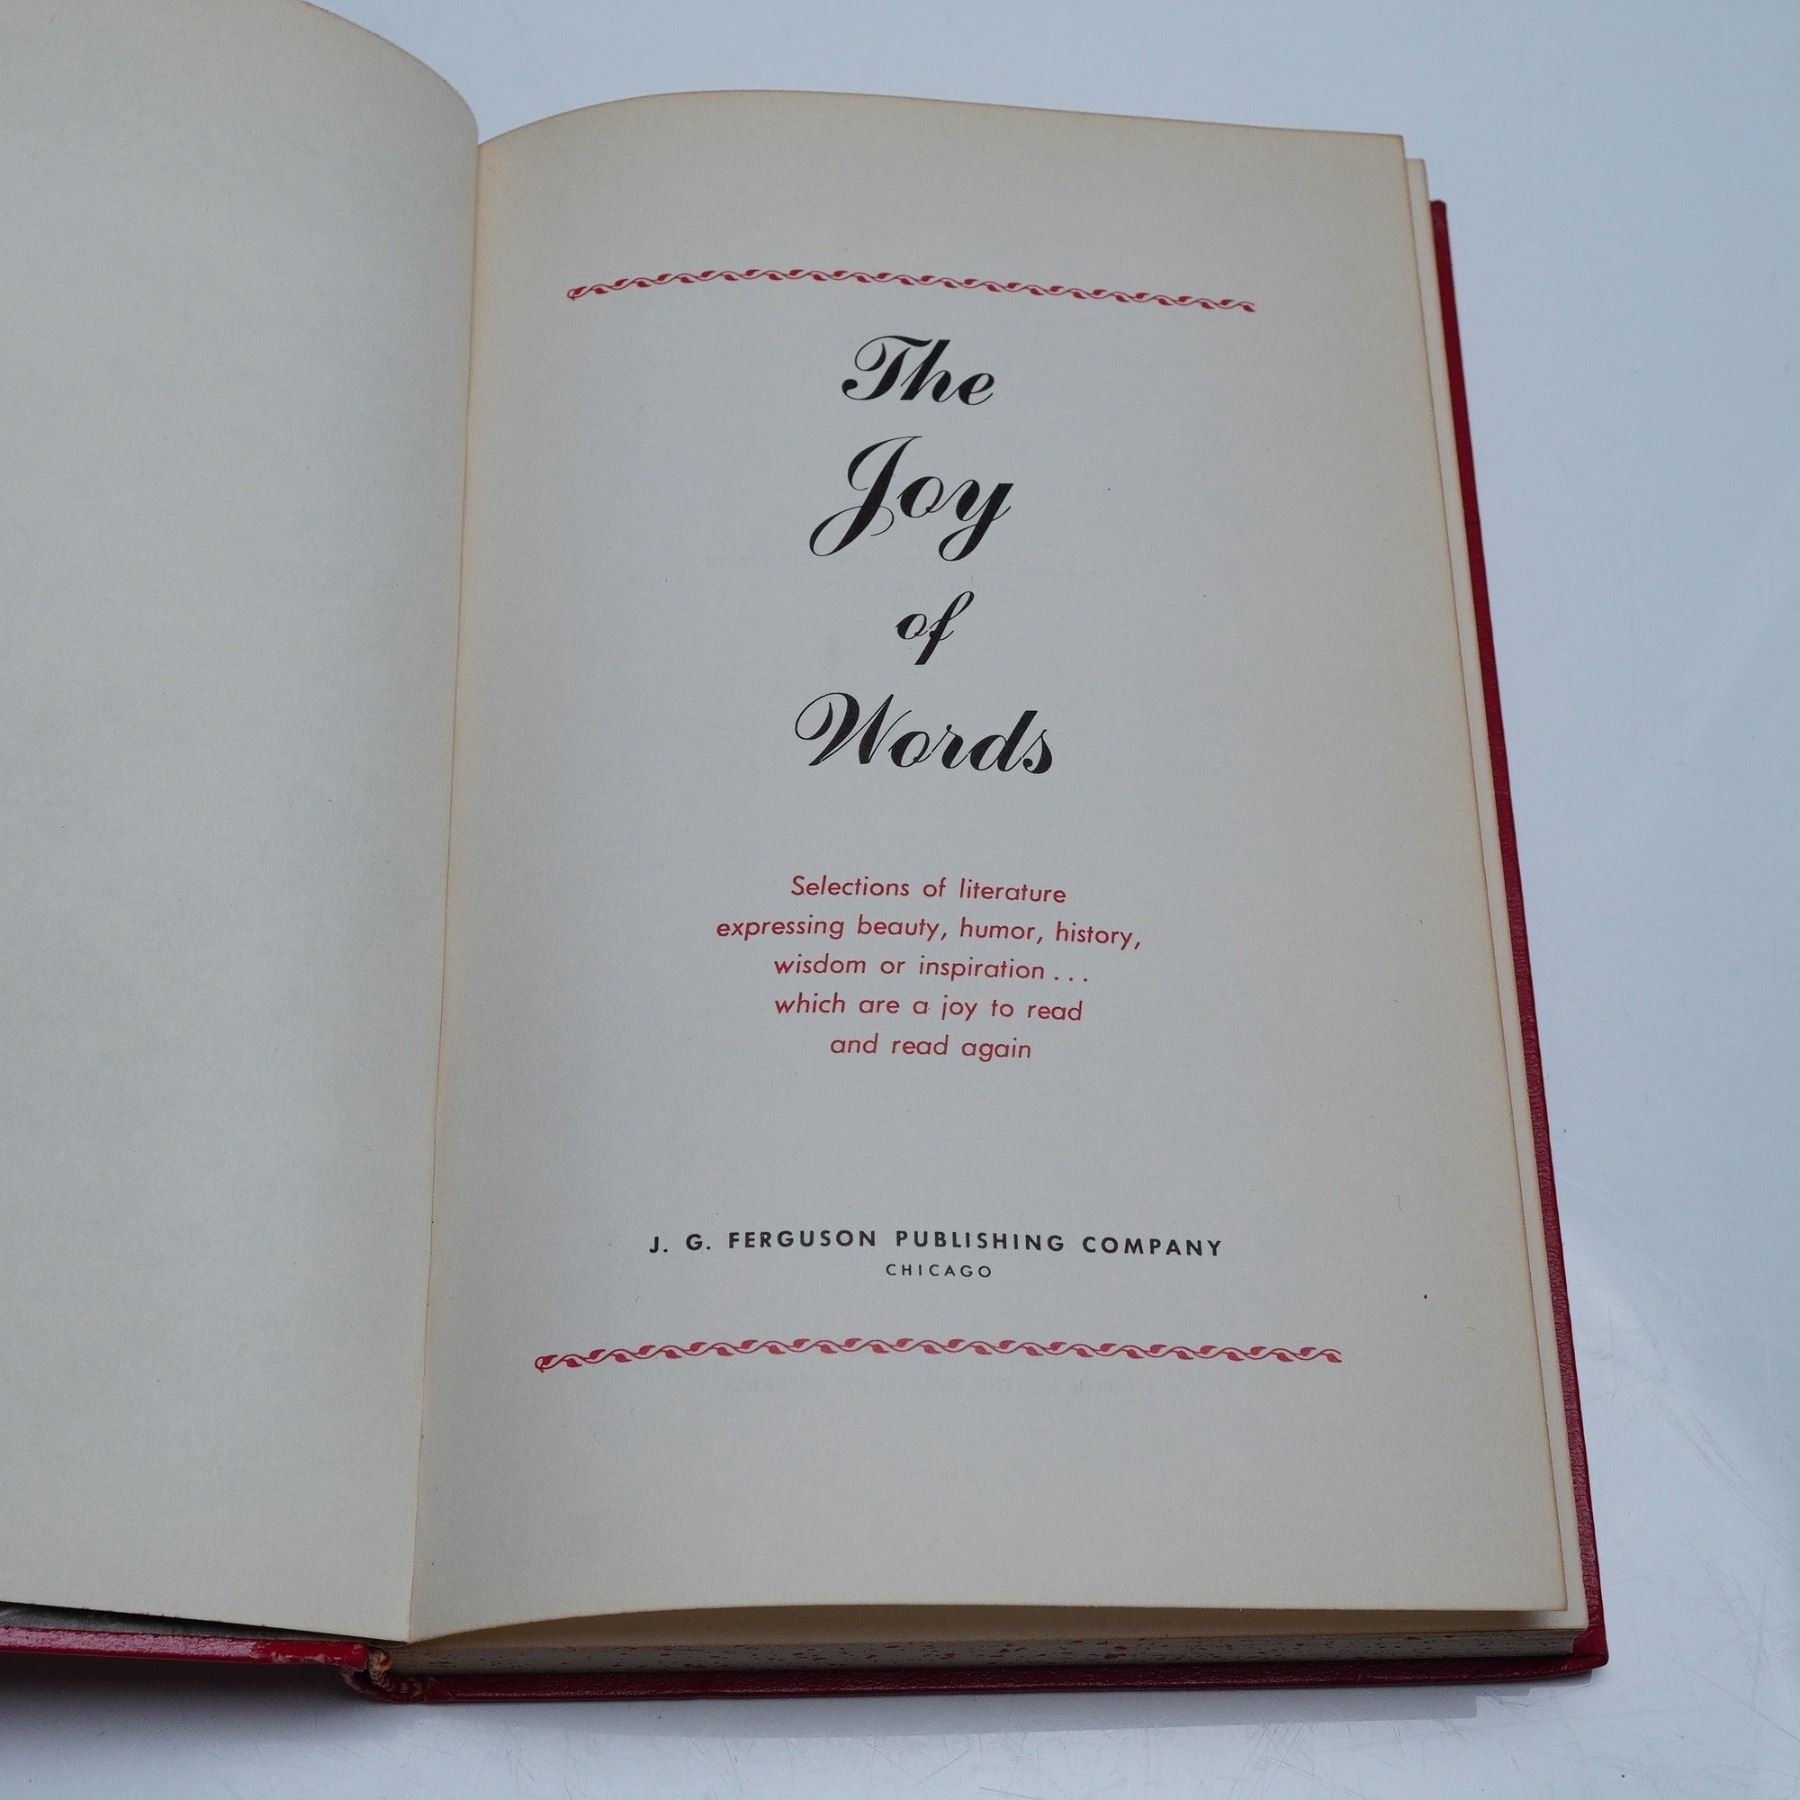 The
Joy
of
Words
Selections of literature
expressing beauty, humor, history,
wisdom or inspiration . . .
which are a joy to read
and read again
J. G. FERGUSON PUBLISHING COMPANY
CHICAGO